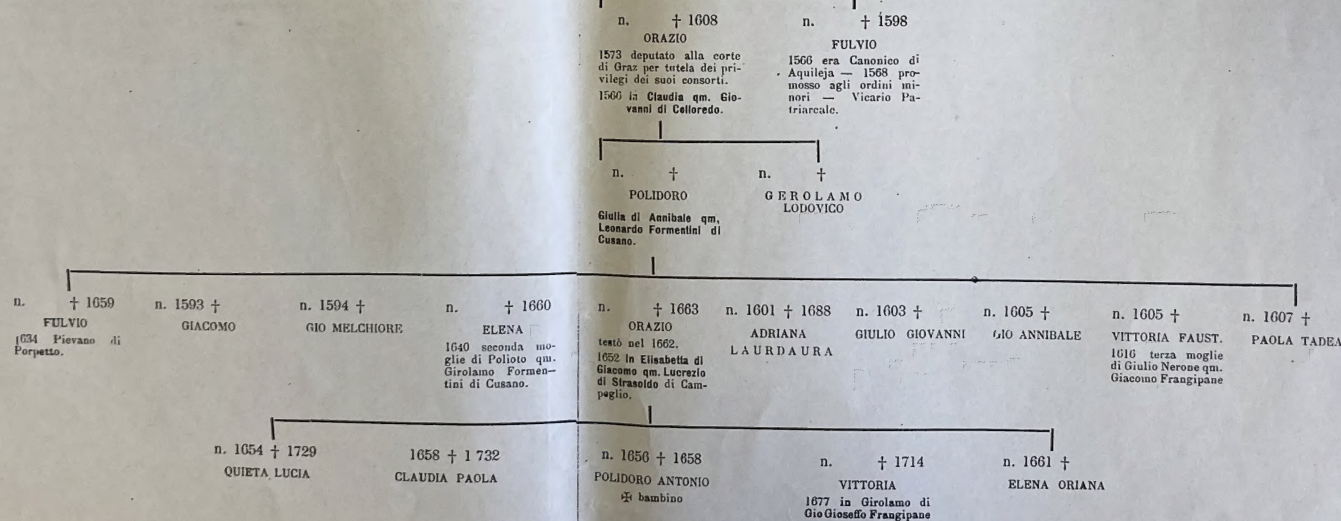 n. † 1608
ORAZIO
1573 deputato alla corte
di Graz per tutela dei pri-
vilegi dei suoi consorti.
1566 in Claudia qm. Gio-
vanni di Colloredo.
n. † 1598
FULVIO
1566 era Canonico di
Aquileja — 1568 pro-
mosso agli ordini mi-
nori — Vicario Pa-
triarcale.
n. †
POLIDORO
Giulia di Annibale qm,
Leonardo Formentini di
Cusano.
n. †
GEROLAMO
LODOVICO
n. † 1659
FULVIO
1634 Pievano di
Porpetto.
n. 1593 †
GIACOMO
n. 1594 †
GIO MELCHIORE
n. † 1660
ELENA
1640 seconda mo-
glie di Polioto qm.
Girolamo Formen-
tini di Cusano.
n. † 1663
ORAZIO
testò nel 1662.
1652 in Elisabetta di
Giacomo qm. Lucrezio
di Strasoldo di Cam-
peglio.
n. 1601 † 1688
ADRIANA
LAURDAURA
n. 1603 †
GIULIO GIOVANNI
n. 1605 †
GIO ANNIBALE
n. 1605 †
VITTORIA FAUST.
1616 terza moglie
di Giulio Nerone qm.
Giacomo Frangipane
n. 1607 †
PAOLA TADEA
n. 1654 † 1729
QUIETA LUCIA
1658 † 1732
CLAUDIA PAOLA
n. 1656 † 1658
POLIDORO ANTONIO
✠ bambino
n. † 1714
VITTORIA
1677 in Girolamo di
Gio Gioseffo Frangipane
n. 1661 †
ELENA ORIANA